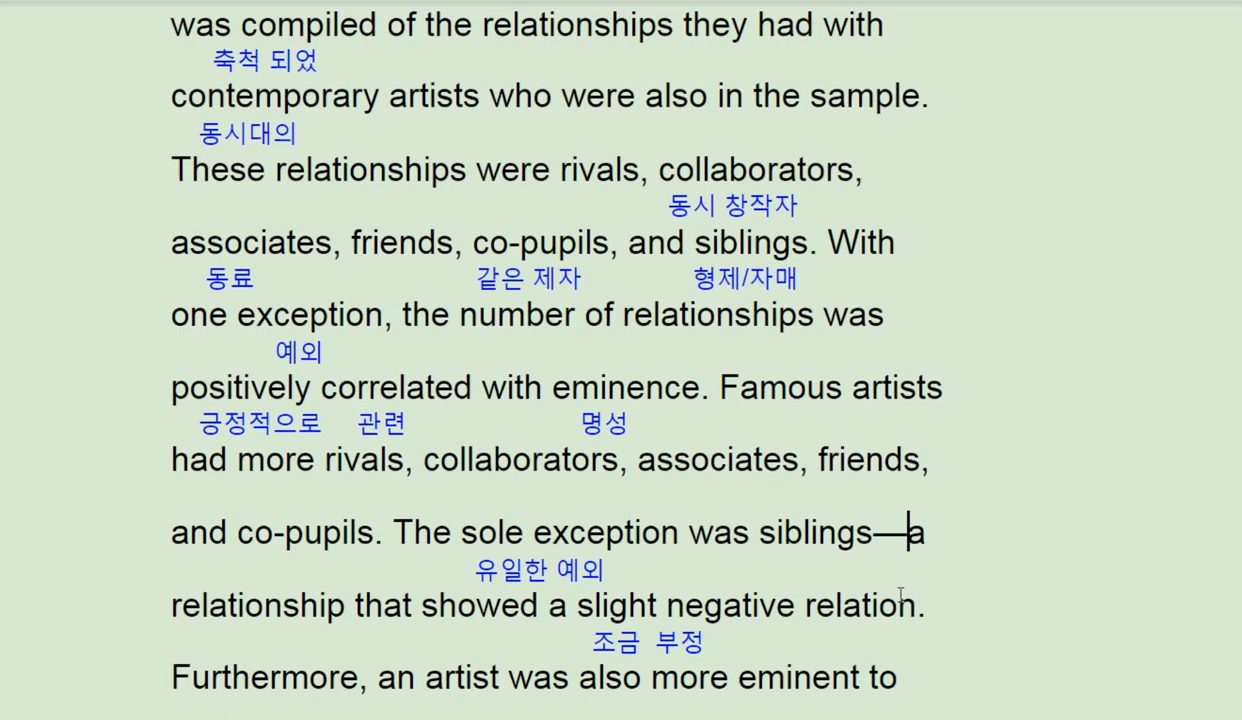 was compiled of the relationships they had with
축척 되었
contemporary artists who were also in the sample.
동시대의
These relationships were rivals, collaborators,
동시 창작자
associates, friends, co-pupils, and siblings. With
동료 같은 제자 형제/자매
one exception, the number of relationships was
예외
positively correlated with eminence. Famous artists
긍정적으로 관련 명성
had more rivals, collaborators, associates, friends,
and co-pupils. The sole exception was siblings—a
유일한 예외
relationship that showed a slight negative relation.
조금 부정
Furthermore, an artist was also more eminent to